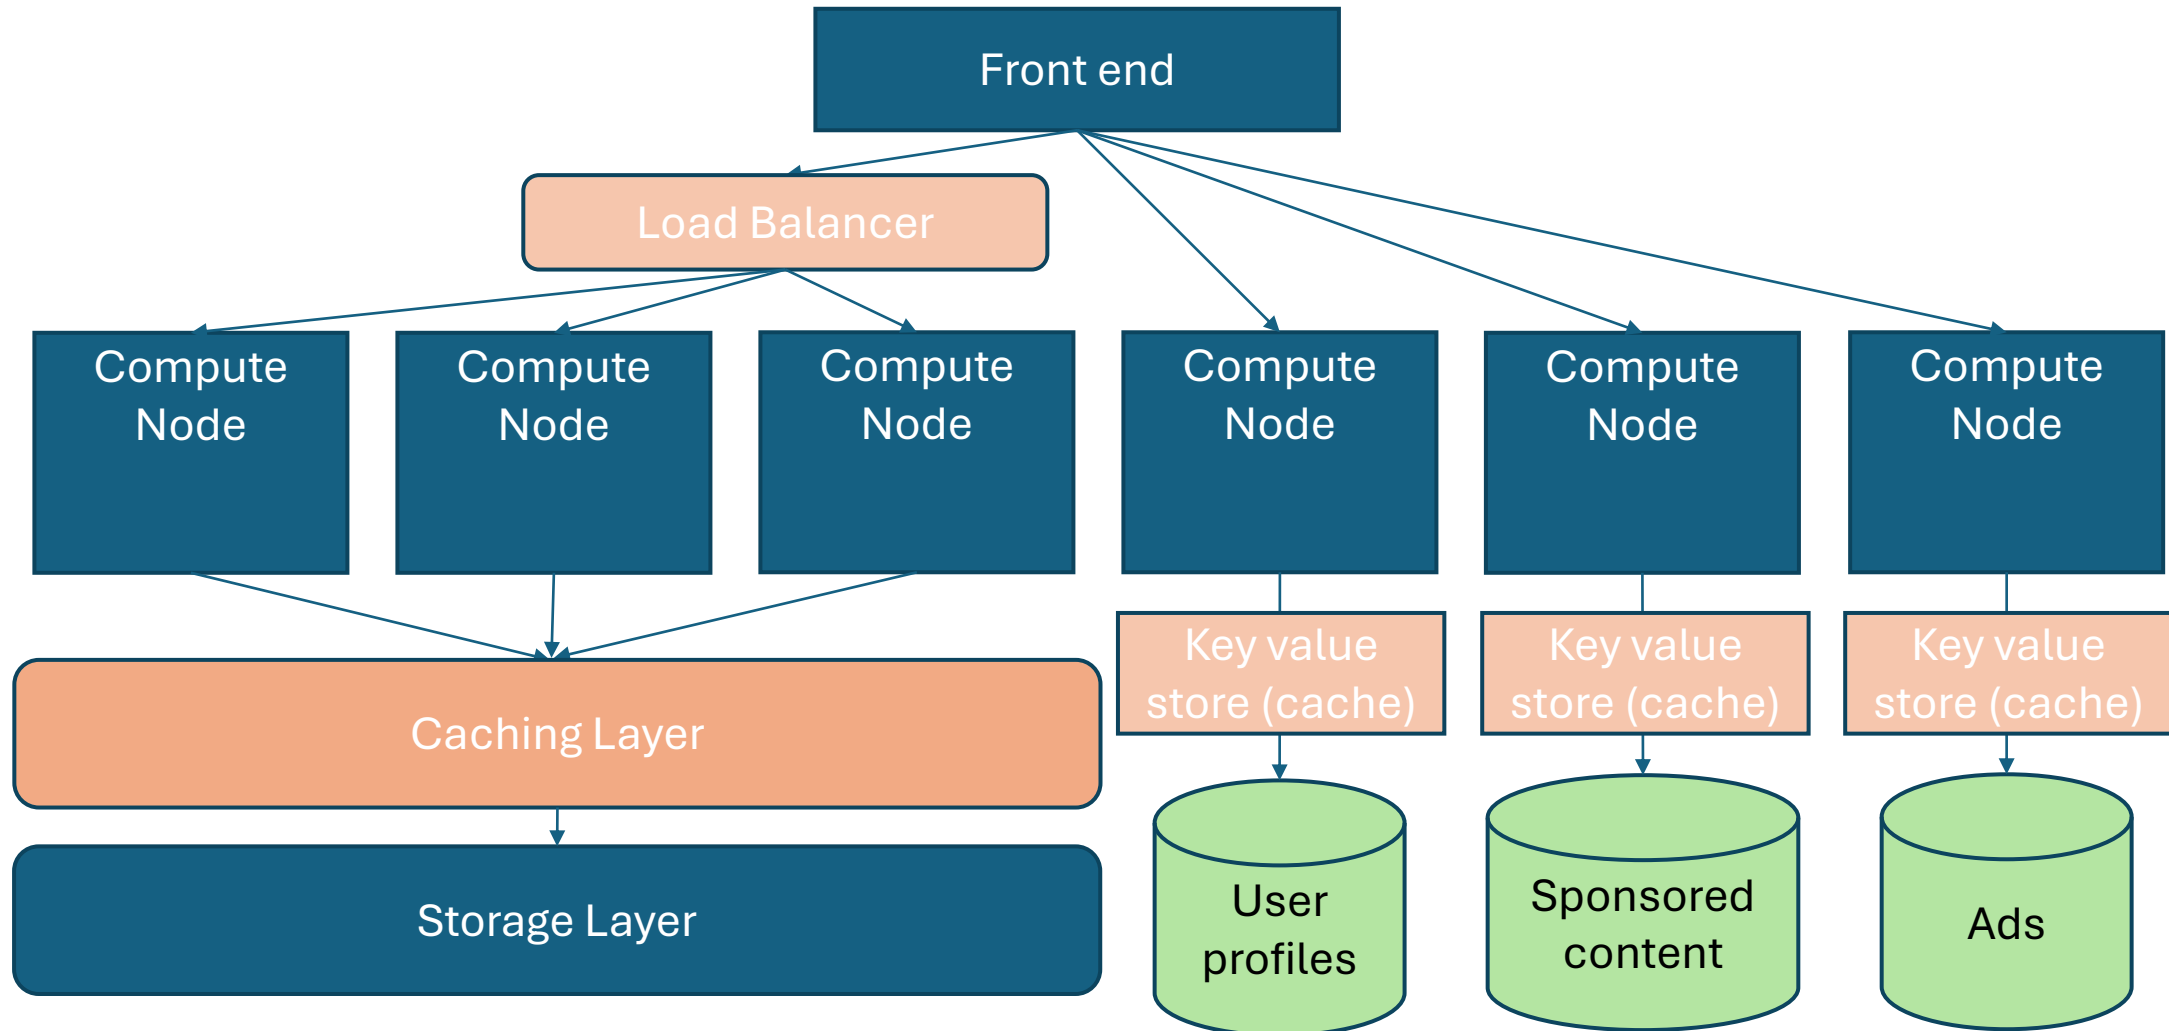 Front end
Load Balancer
Compute
Node
Compute
Node
Compute
Node
Compute
Node
Compute
Node
Compute
Node
Key value
store (cache)
Key value
store (cache)
Key value
store (cache)
Caching Layer
Storage Layer
User
profiles
Sponsored
content
Ads